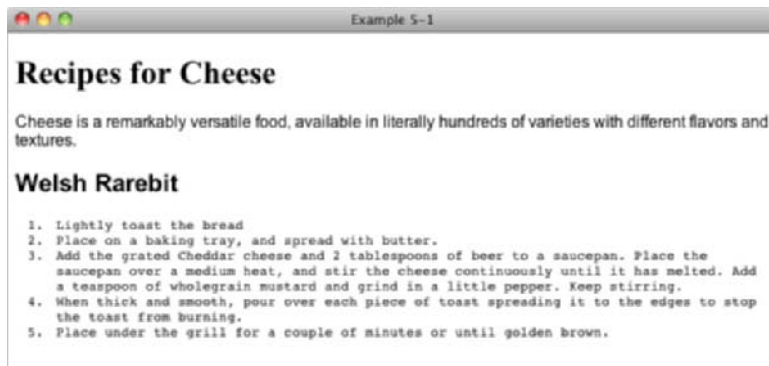 Example 5-1
Recipes for Cheese
Cheese is a remarkably versatile food, available in literally hundreds of varieties with different flavors and
textures.
Welsh Rarebit
1. Lightly toast the bread
2. Place on a baking tray, and spread with butter.
3. Add the grated Cheddar cheese and 2 tablespoons of beer to a saucepan. Place the
saucepan over a medium heat, and stir the cheese continuously until it has melted. Add
a teaspoon of wholegrain mustard and grind in a little pepper. Keep stirring.
4. When thick and smooth, pour over each piece of toast spreading it to the edges to stop
the toast from burning.
5. Place under the grill for a couple of minutes or until golden brown.